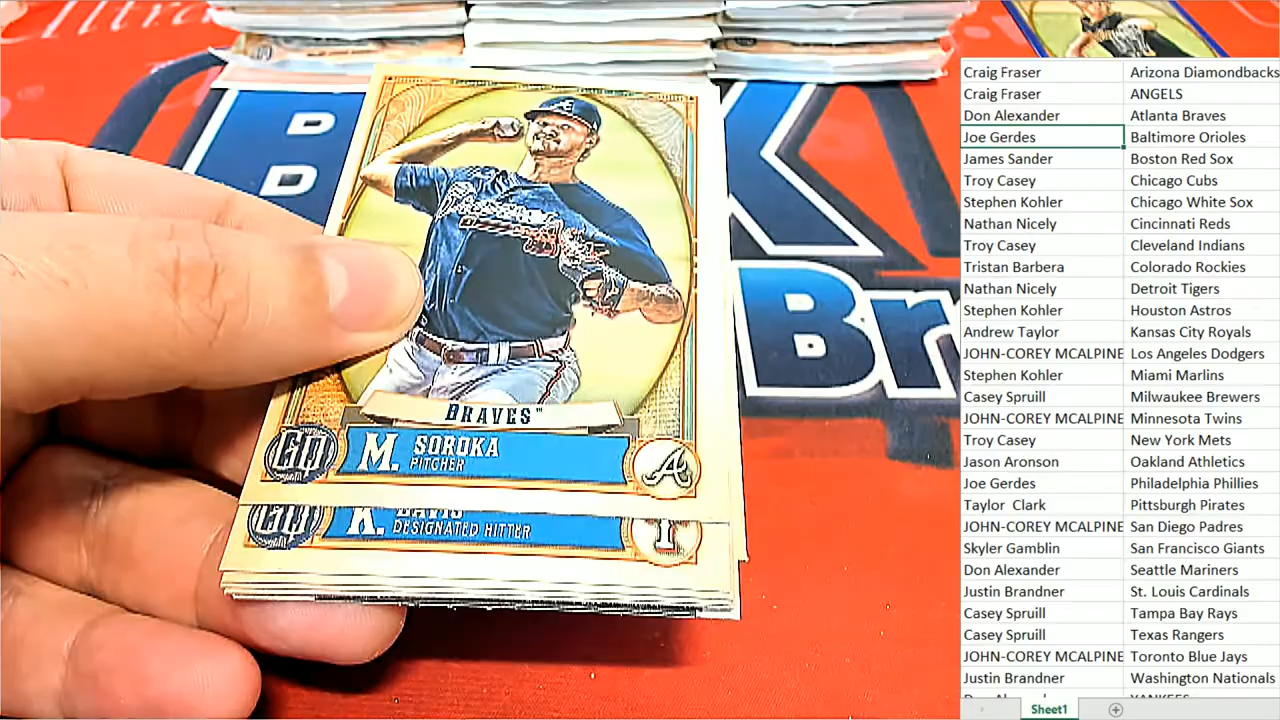 BRAVES™
GQ
M. SOROKA
PITCHER
A
GQ
K. DAVIS
DESIGNATED HITTER
T
Br
Craig Fraser Arizona Diamondbacks
Craig Fraser ANGELS
Don Alexander Atlanta Braves
Joe Gerdes Baltimore Orioles
James Sander Boston Red Sox
Troy Casey Chicago Cubs
Stephen Kohler Chicago White Sox
Nathan Nicely Cincinnati Reds
Troy Casey Cleveland Indians
Tristan Barbera Colorado Rockies
Nathan Nicely Detroit Tigers
Stephen Kohler Houston Astros
Andrew Taylor Kansas City Royals
JOHN-COREY MCALPINE Los Angeles Dodgers
Stephen Kohler Miami Marlins
Casey Spruill Milwaukee Brewers
JOHN-COREY MCALPINE Minnesota Twins
Troy Casey New York Mets
Jason Aronson Oakland Athletics
Joe Gerdes Philadelphia Phillies
Taylor Clark Pittsburgh Pirates
JOHN-COREY MCALPINE San Diego Padres
Skyler Gamblin San Francisco Giants
Don Alexander Seattle Mariners
Justin Brandner St. Louis Cardinals
Casey Spruill Tampa Bay Rays
Casey Spruill Texas Rangers
JOHN-COREY MCALPINE Toronto Blue Jays
Justin Brandner Washington Nationals
Don Alexander YANKEES
Sheet1